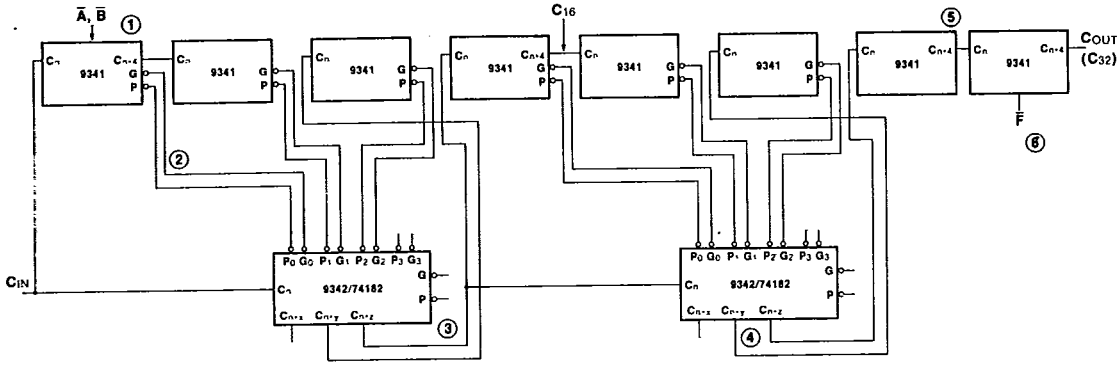 A̅, B̅ ① C16 ⑤
Cn Cn+4 9341 G P
Cn 9341 G P
Cn 9341 G P
Cn Cn+4 9341 G P
Cn 9341 G P
Cn 9341 G P
Cn Cn+4 9341
Cn Cn+4 9341
COUT
(C32)
F̅
⑥
②
P0 G0 P1 G1 P2 G2 P3 G3
G
P
CIN
Cn 9342/74182
Cn+x Cn+y Cn+z
③
P0 G0 P1 G1 P2 G2 P3 G3
G
P
Cn 9342/74182
Cn+x Cn+y Cn+z
④